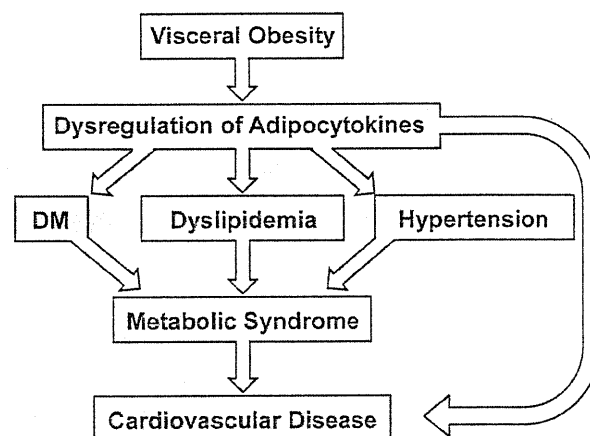 Visceral Obesity
Dysregulation of Adipocytokines
DM
Dyslipidemia
Hypertension
Metabolic Syndrome
Cardiovascular Disease